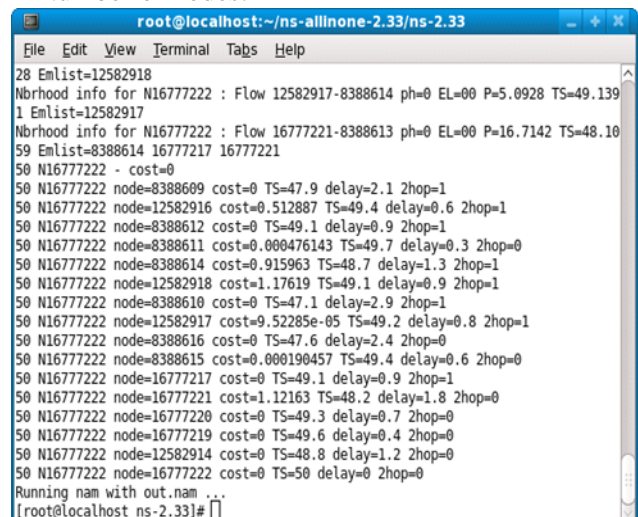 root@localhost:~/ns-allinone-2.33/ns-2.33
File Edit View Terminal Tabs Help
28 Emlist=12582918
Nbrhood info for N16777222 : Flow 12582917-8388614 ph=0 EL=00 P=5.0928 TS=49.139
1 Emlist=12582917
Nbrhood info for N16777222 : Flow 16777221-8388613 ph=0 EL=00 P=16.7142 TS=48.10
59 Emlist=8388614 16777217 16777221
50 N16777222 - cost=0
50 N16777222 node=8388609 cost=0 TS=47.9 delay=2.1 2hop=1
50 N16777222 node=12582916 cost=0.512887 TS=49.4 delay=0.6 2hop=1
50 N16777222 node=8388612 cost=0 TS=49.1 delay=0.9 2hop=1
50 N16777222 node=8388611 cost=0.000476143 TS=49.7 delay=0.3 2hop=0
50 N16777222 node=8388614 cost=0.915963 TS=48.7 delay=1.3 2hop=1
50 N16777222 node=12582918 cost=1.17619 TS=49.1 delay=0.9 2hop=1
50 N16777222 node=8388610 cost=0 TS=47.1 delay=2.9 2hop=1
50 N16777222 node=12582917 cost=9.52285e-05 TS=49.2 delay=0.8 2hop=1
50 N16777222 node=8388616 cost=0 TS=47.6 delay=2.4 2hop=0
50 N16777222 node=8388615 cost=0.000190457 TS=49.4 delay=0.6 2hop=0
50 N16777222 node=16777217 cost=0 TS=49.1 delay=0.9 2hop=1
50 N16777222 node=16777221 cost=1.12163 TS=48.2 delay=1.8 2hop=0
50 N16777222 node=16777220 cost=0 TS=49.3 delay=0.7 2hop=0
50 N16777222 node=16777219 cost=0 TS=49.6 delay=0.4 2hop=0
50 N16777222 node=12582914 cost=0 TS=48.8 delay=1.2 2hop=0
50 N16777222 node=16777222 cost=0 TS=50 delay=0 2hop=0
Running nam with out.nam ...
[root@localhost ns-2.33]#